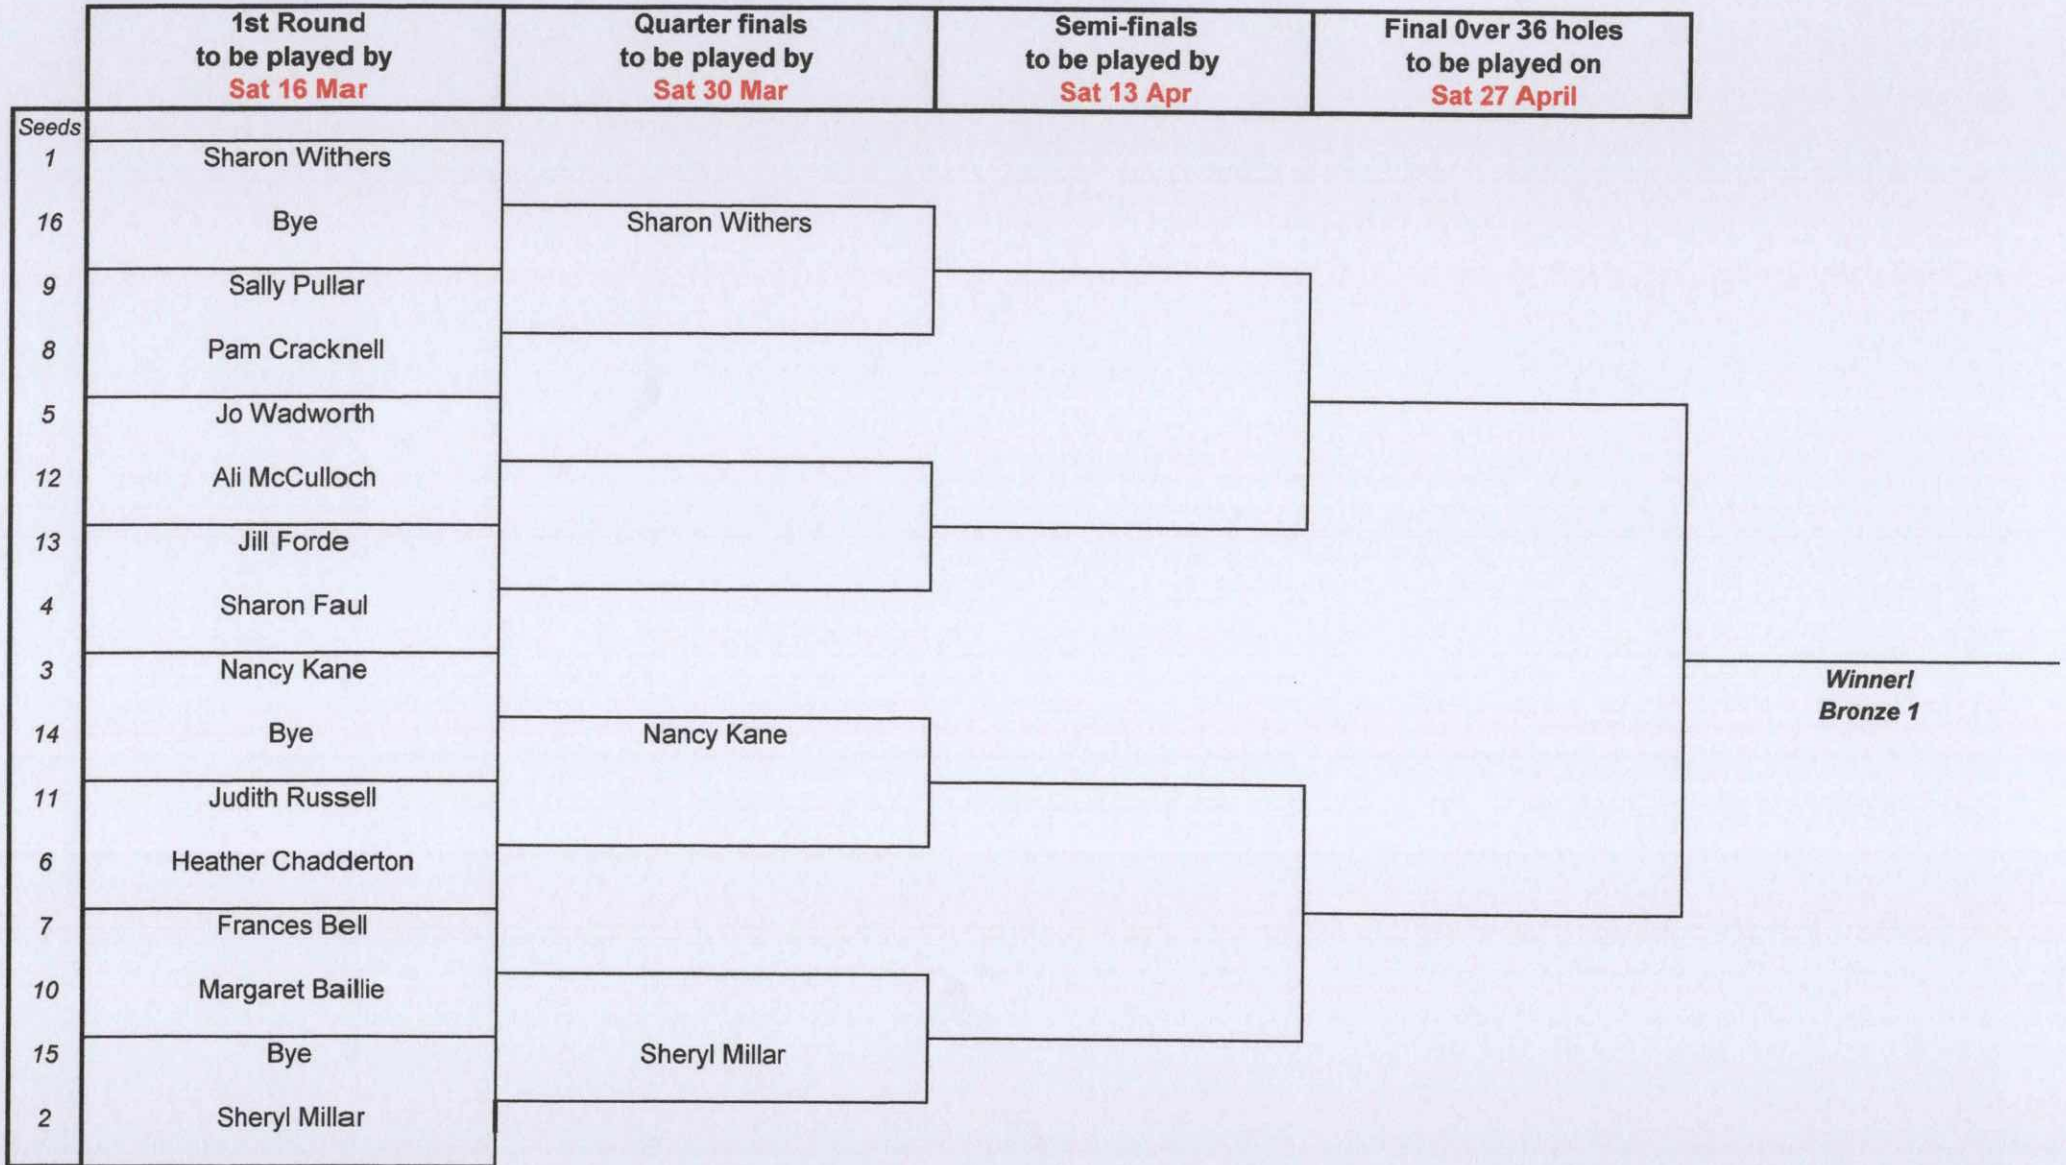 1st Round
to be played by
Sat 16 Mar
Quarter finals
to be played by
Sat 30 Mar
Semi-finals
to be played by
Sat 13 Apr
Final 0ver 36 holes
to be played on
Sat 27 April
Seeds
1 Sharon Withers
16 Bye Sharon Withers
9 Sally Pullar
8 Pam Cracknell
5 Jo Wadworth
12 Ali McCulloch
13 Jill Forde
4 Sharon Faul
3 Nancy Kane
Winner!
Bronze 1
14 Bye Nancy Kane
11 Judith Russell
6 Heather Chadderton
7 Frances Bell
10 Margaret Baillie
15 Bye Sheryl Millar
2 Sheryl Millar